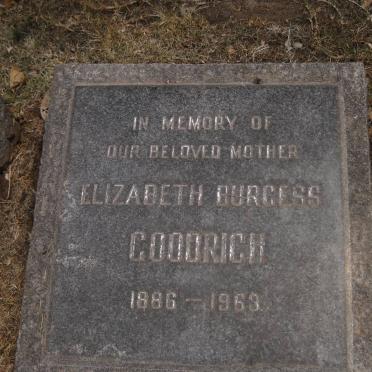 IN MEMORY OF
OUR BELOVED MOTHER
ELIZABETH BURGESS
GOODRICH
1886 – 1963